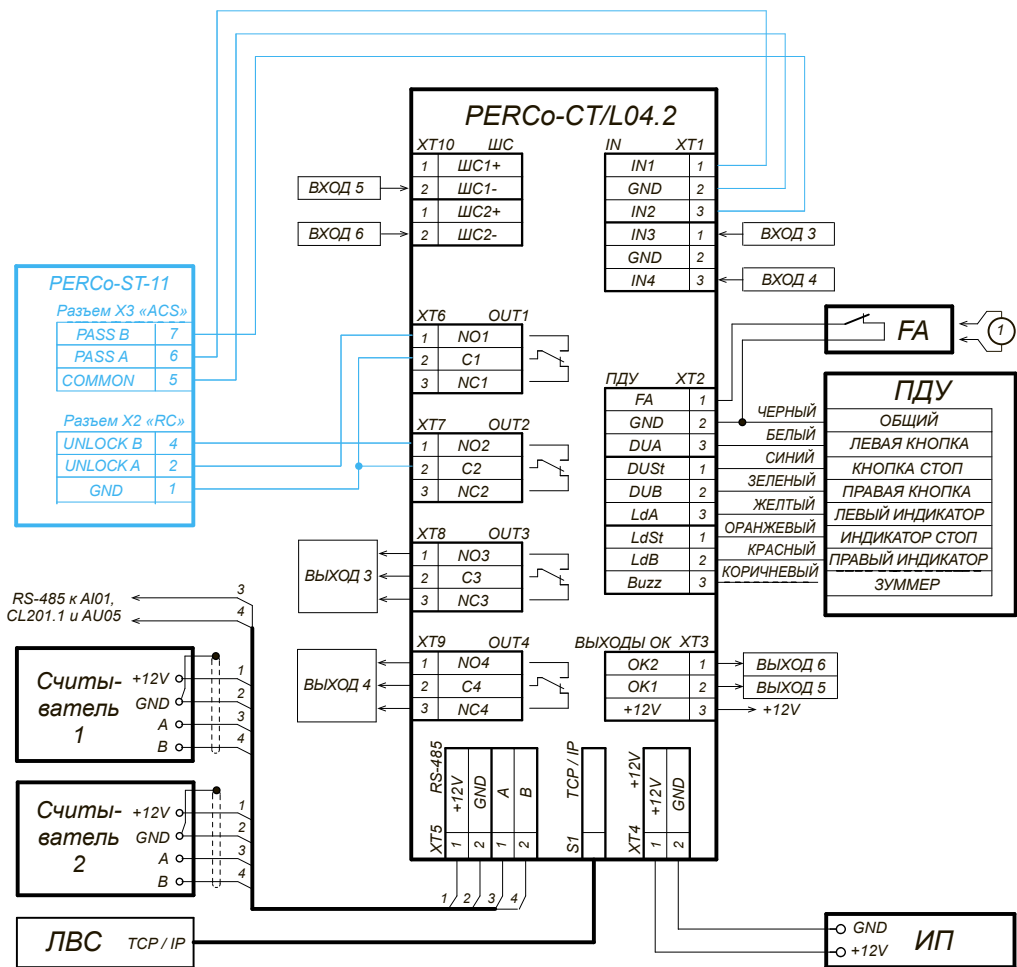 PERCo-CT/L04.2
XT10 ШС
1 ШС1+
2 ШС1-
1 ШС2+
2 ШС2-
ВХОД 5
ВХОД 6
IN XT1
IN1 1
GND 2
IN2 3
IN3 1
GND 2
IN4 3
ВХОД 3
ВХОД 4
PERCo-ST-11
Разъем X3 «ACS»
PASS B 7
PASS A 6
COMMON 5
Разъем X2 «RC»
UNLOCK B 4
UNLOCK A 2
GND 1
XT6 OUT1
1 NO1
2 C1
3 NC1
XT7 OUT2
1 NO2
2 C2
3 NC2
XT8 OUT3
1 NO3
2 C3
3 NC3
ВЫХОД 3
XT9 OUT4
1 NO4
2 C4
3 NC4
ВЫХОД 4
FA
1
ПДУ XT2
FA 1
GND 2
DUA 3
DUSt 1
DUB 2
LdA 3
LdSt 1
LdB 2
Buzz 3
ЧЕРНЫЙ
БЕЛЫЙ
СИНИЙ
ЗЕЛЕНЫЙ
ЖЕЛТЫЙ
ОРАНЖЕВЫЙ
КРАСНЫЙ
КОРИЧНЕВЫЙ
ПДУ
ОБЩИЙ
ЛЕВАЯ КНОПКА
КНОПКА СТОП
ПРАВАЯ КНОПКА
ЛЕВЫЙ ИНДИКАТОР
ИНДИКАТОР СТОП
ПРАВЫЙ ИНДИКАТОР
ЗУММЕР
ВЫХОДЫ ОК XT3
OK2 1
OK1 2
+12V 3
ВЫХОД 6
ВЫХОД 5
+12V
RS-485 к AI01,
CL201.1 и AU05
3
4
Считы-
ватель
1
+12V
GND
A
B
1
2
3
4
Считы-
ватель
2
+12V
GND
A
B
1
2
3
4
XT5 RS-485
1 +12V
2 GND
1 A
2 B
1
2
3
4
S1 TCP / IP
XT4 +12V
1 +12V
2 GND
ЛВС TCP / IP
GND
+12V
ИП